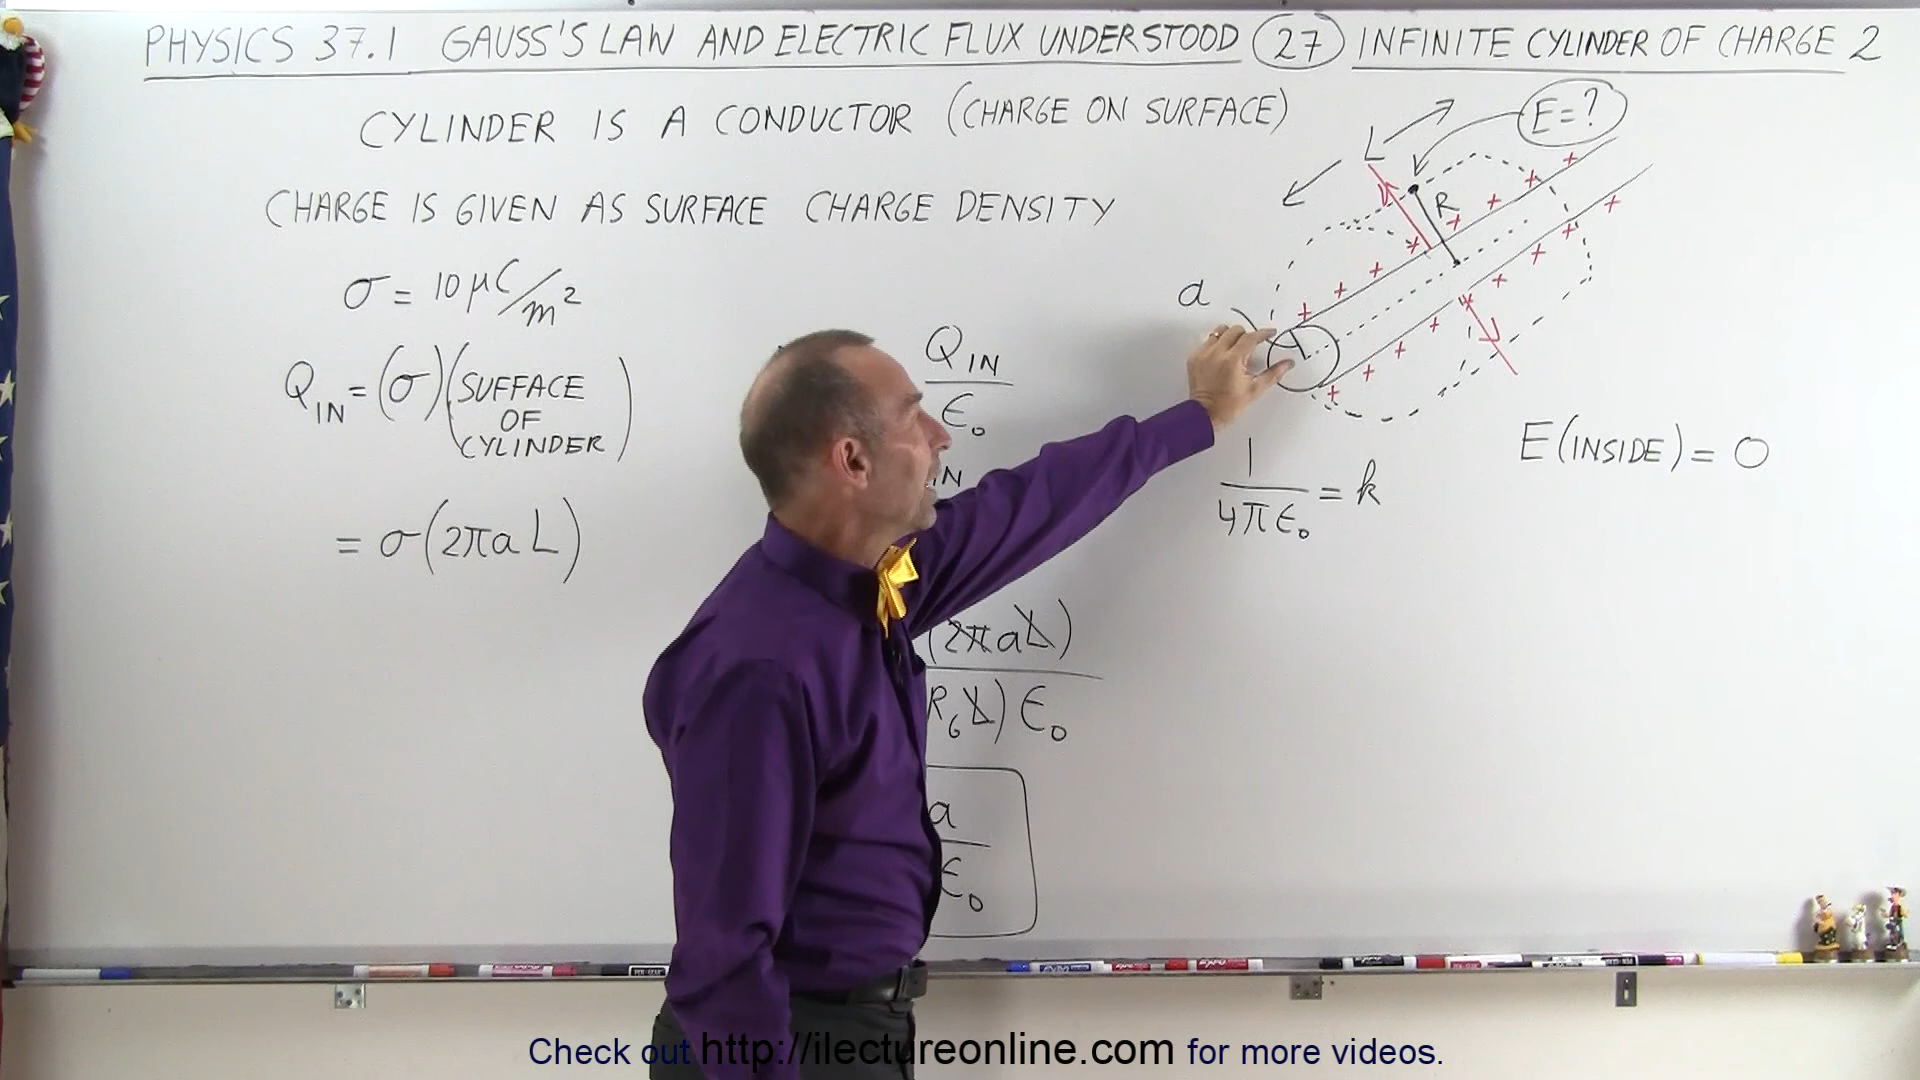 PHYSICS 37.1 GAUSS'S LAW AND ELECTRIC FLUX UNDERSTOOD (27) INFINITE CYLINDER OF CHARGE 2
CYLINDER IS A CONDUCTOR (CHARGE ON SURFACE)
CHARGE IS GIVEN AS SURFACE CHARGE DENSITY
σ = 10 μC/m²
Q_IN = (σ)(SUFFACE
OF
CYLINDER)
= σ(2πa L)
Q_IN
ϵ₀
IN
(2πaL)
R_G L) ϵ₀
a
ϵ₀
E=?
L
R
a
1
4πϵ₀ = k
E(INSIDE) = 0
Check out http://ilectureonline.com for more videos.